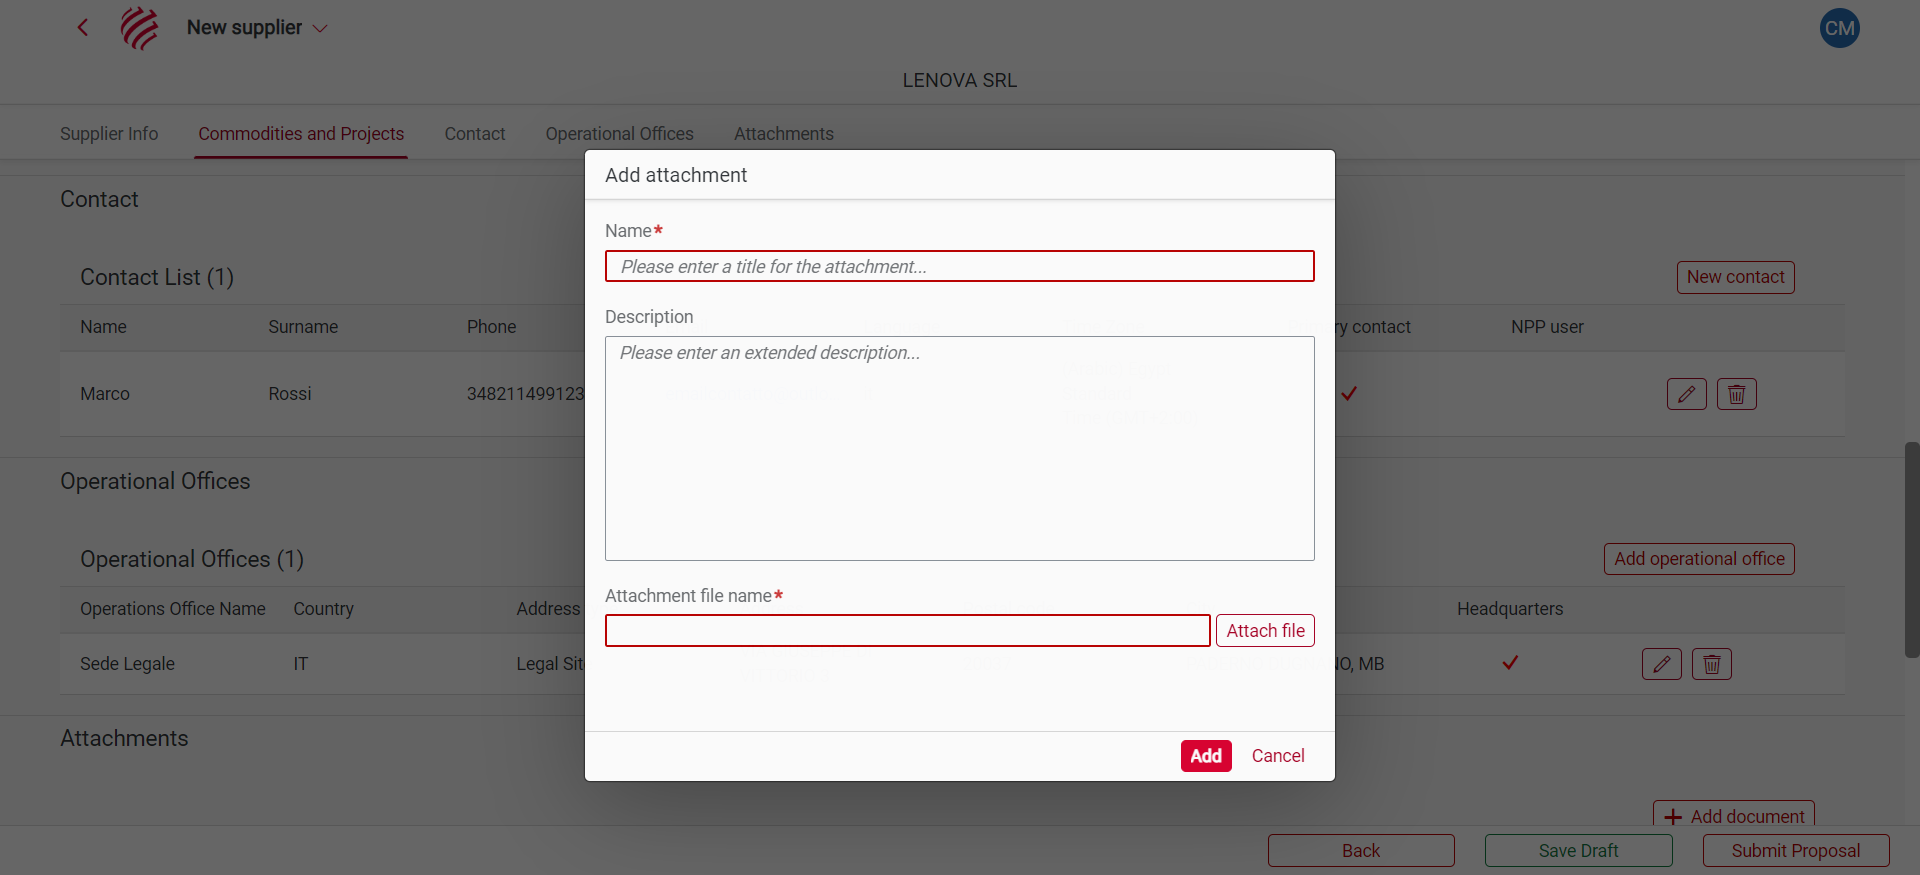 New supplier
CM
LENOVA SRL
Supplier Info Commodities and Projects Contact Operational Offices Attachments
Add attachment
Contact
Name*
Please enter a title for the attachment...
Contact List (1) New contact
Description
Name Surname Phone y contact NPP user
Please enter an extended description...
Marco Rossi 348211499123
Operational Offices
Operational Offices (1) Add operational office
Attachment file name*
Operations Office Name Country Address Headquarters
Attach file
Sede Legale IT Legal Sit NO, MB
Attachments
Add Cancel
Add document
Back Save Draft Submit Proposal